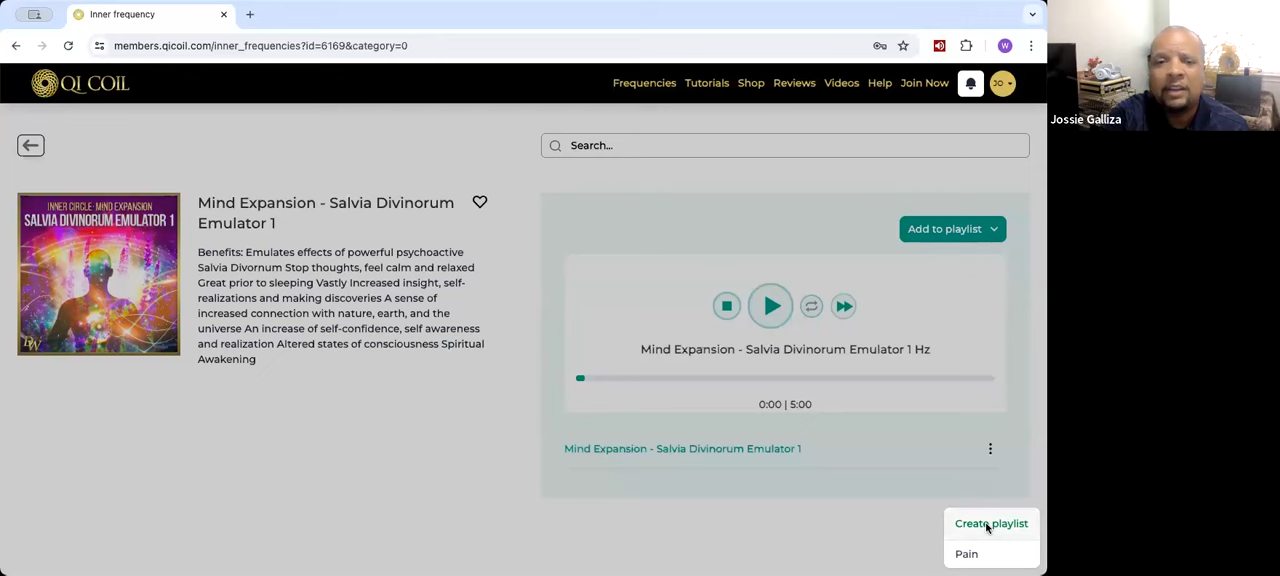 Inner frequency
members.qicoil.com/inner_frequencies?id=6169&category=0
W
QI COIL
Frequencies Tutorials Shop Reviews Videos Help Join Now JO
Jossie Galliza
Search...
INNER CIRCLE: MIND EXPANSION
SALVIA DIVINORUM EMULATOR 1
Mind Expansion - Salvia Divinorum
Emulator 1
Benefits: Emulates effects of powerful psychoactive
Salvia Divornum Stop thoughts, feel calm and relaxed
Great prior to sleeping Vastly Increased insight, self-
realizations and making discoveries A sense of
increased connection with nature, earth, and the
universe An increase of self-confidence, self awareness
and realization Altered states of consciousness Spiritual
Awakening
Add to playlist
Mind Expansion - Salvia Divinorum Emulator 1 Hz
0:00 | 5:00
Mind Expansion - Salvia Divinorum Emulator 1
Create playlist
Pain